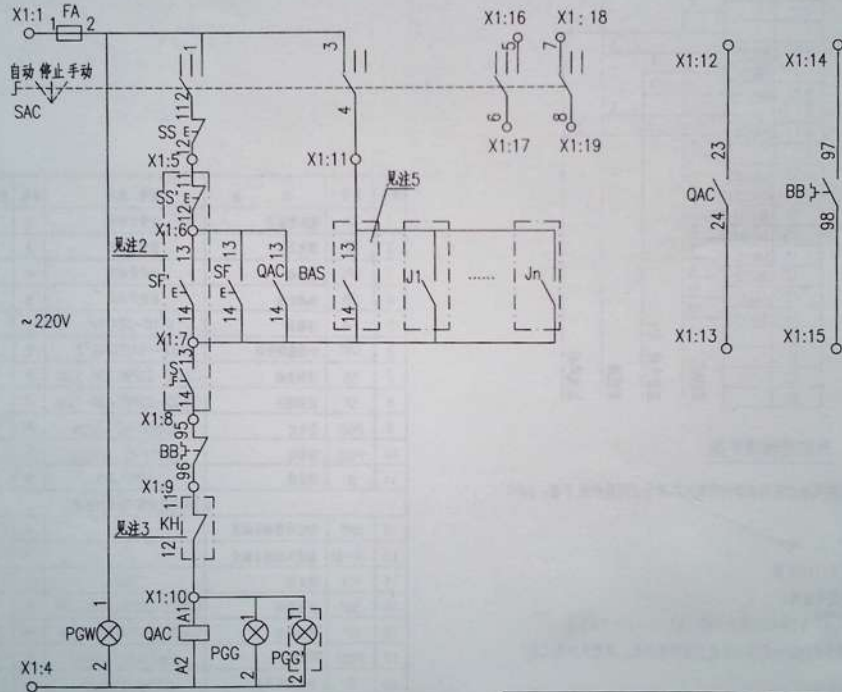 X1:1
FA
1
2
X1:16
X1:18
1
3
5
7
自动 停止 手动
SAC
2
4
6
8
X1:17
X1:19
X1:12
X1:14
11
SS E
12
X1:5
X1:11
11
SS' E
12
见注5
X1:6
见注2
13
SF' E
14
13
SF E
14
13
QAC
14
BAS
13
14
J1
......
Jn
23
QAC
24
97
BB
98
~220V
X1:7
X1:13
X1:15
13
S
14
X1:8
95
BB
96
X1:9
见注3
11
KH
12
X1:10
1
PGW
2
A1
QAC
A2
1
PGG
2
1
PGG'
2
X1:4